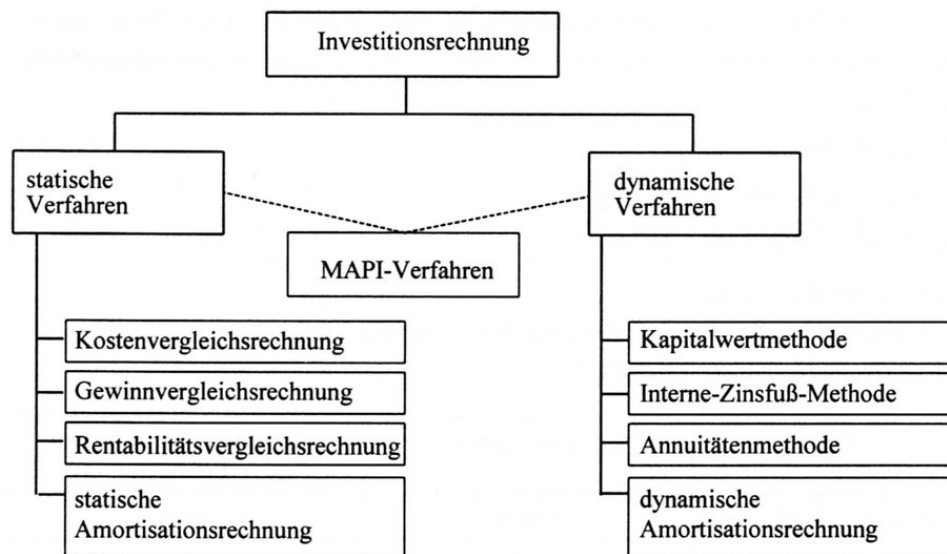 Investitionsrechnung
statische
Verfahren
dynamische
Verfahren
MAPI-Verfahren
Kostenvergleichsrechnung
Gewinnvergleichsrechnung
Rentabilitätsvergleichsrechnung
statische
Amortisationsrechnung
Kapitalwertmethode
Interne-Zinsfuß-Methode
Annuitätenmethode
dynamische
Amortisationsrechnung